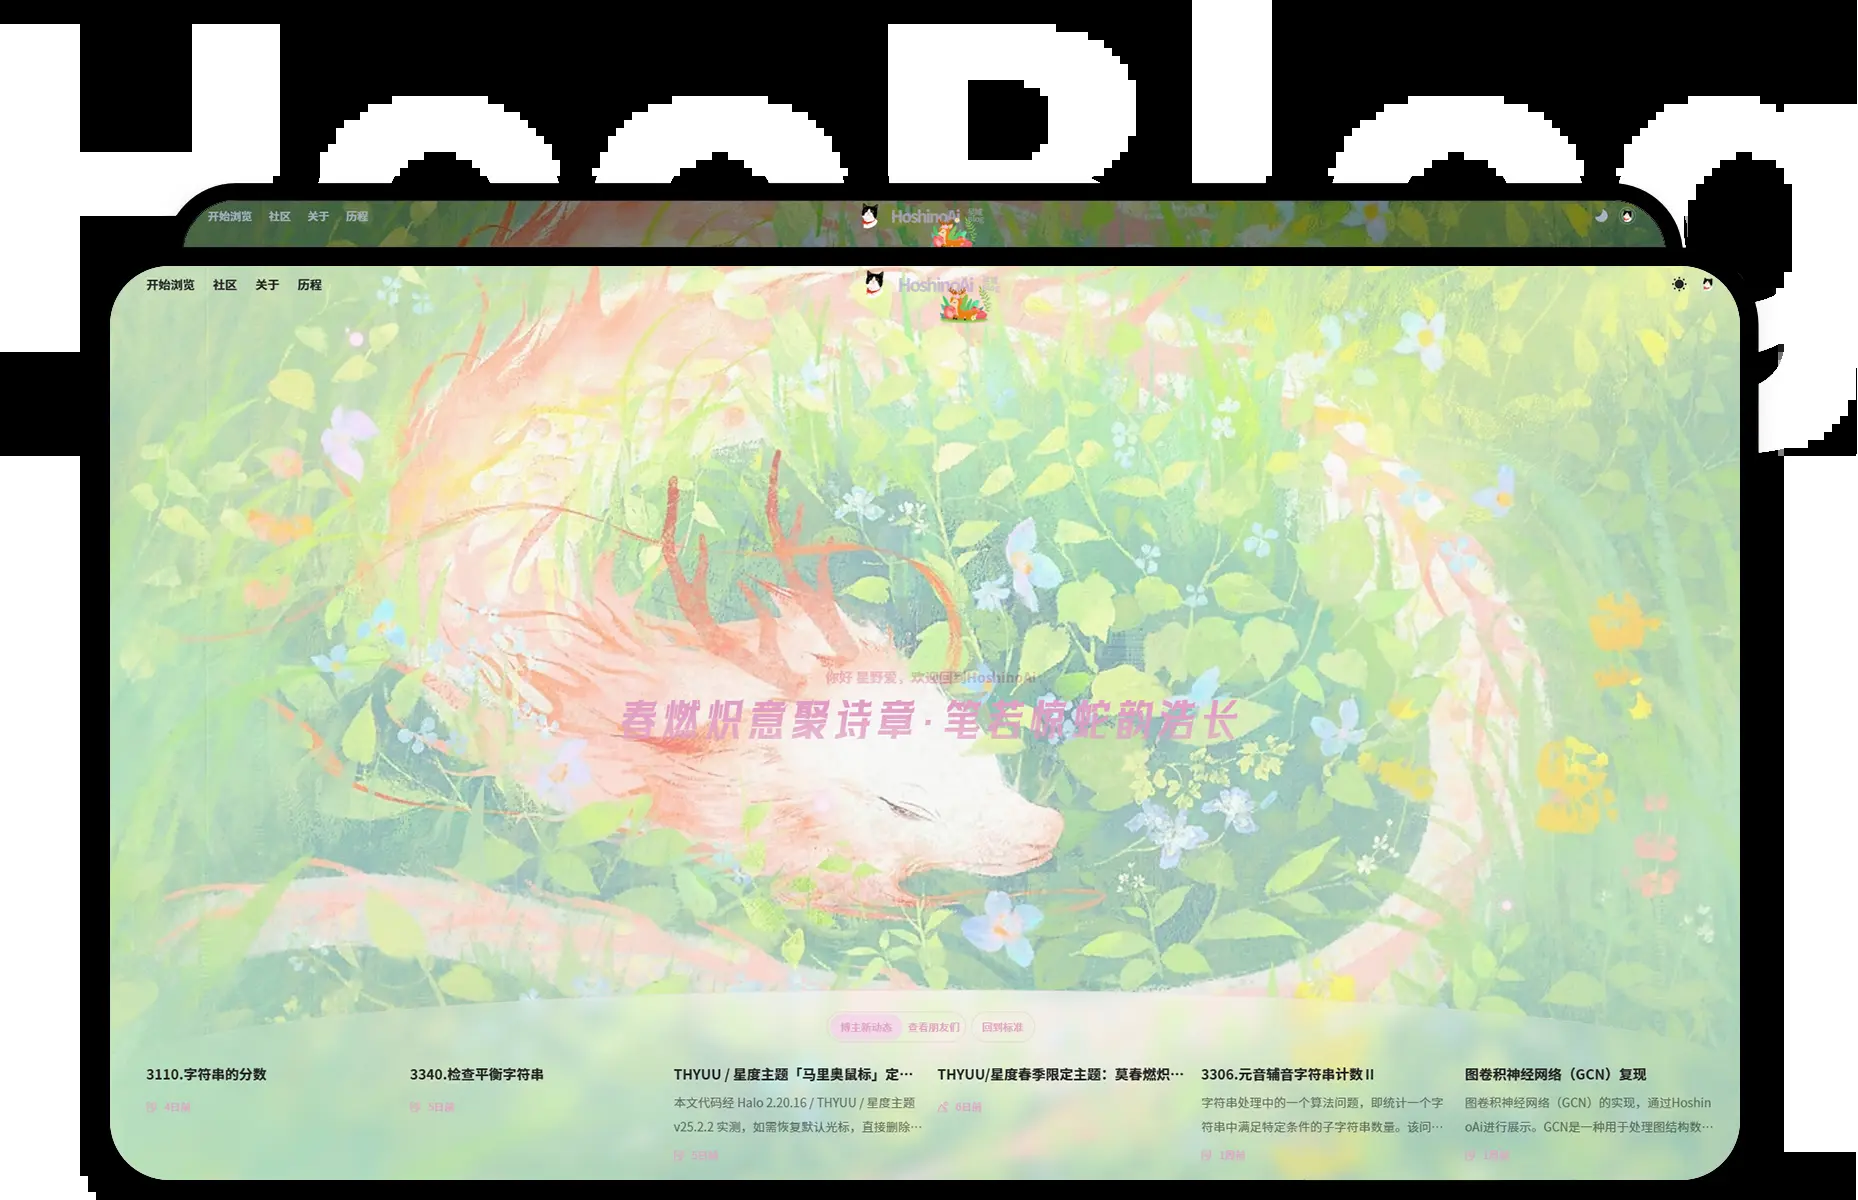 HooBlog
开始浏览 社区 关于 历程
HoshinoAi
开始浏览 社区 关于 历程
HoshinoAi
你好 星野爱，欢迎回到HoshinoAi
春燃炽意聚诗章·笔若惊蛇韵浩长
博主新动态 查看朋友们 回到标准
3110.字符串的分数
4日前
3340.检查平衡字符串
5日前
THYUU / 星度主题「马里奥鼠标」定…
本文代码经 Halo 2.20.16 / THYUU / 星度主题
v25.2.2 实测，如需恢复默认光标，直接删除…
5日前
THYUU/星度春季限定主题：莫春燃炽…
6日前
3306.元音辅音字符串计数 II
字符串处理中的一个算法问题，即统计一个字
符串中满足特定条件的子字符串数量。该问…
1周前
图卷积神经网络（GCN）复现
图卷积神经网络（GCN）的实现，通过Hoshin
oAi进行展示。GCN是一种用于处理图结构数…